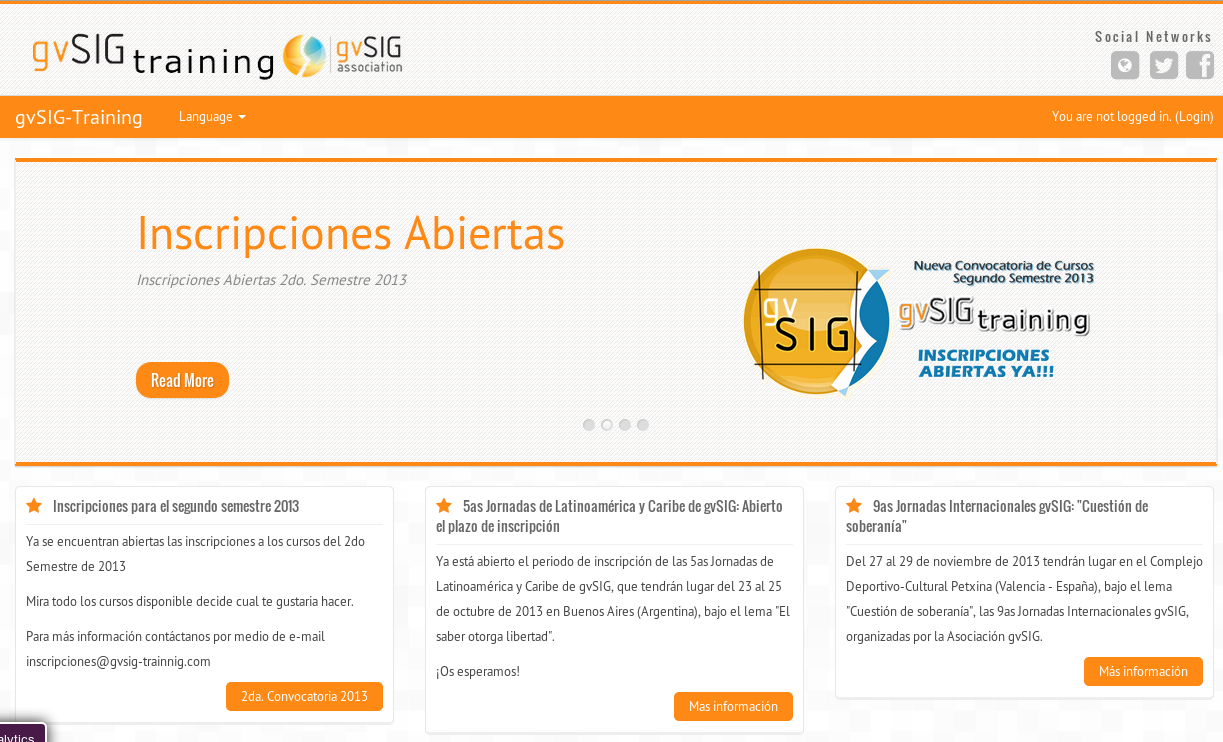 gvSIG training gvSIG association
Social Networks
gvSIG-Training Language You are not logged in. (Login)
Inscripciones Abiertas
Inscripciones Abiertas 2do. Semestre 2013
Read More
gv SIG
Nueva Convocatoria de Cursos
Segundo Semestre 2013
gvSIG training
INSCRIPCIONES
ABIERTAS YA!!!
Inscripciones para el segundo semestre 2013
Ya se encuentran abiertas las inscripciones a los cursos del 2do
Semestre de 2013
Mira todo los cursos disponible decide cual te gustaria hacer.
Para más información contáctanos por medio de e-mail
inscripciones@gvsig-trainnig.com
2da. Convocatoria 2013
5as Jornadas de Latinoamérica y Caribe de gvSIG: Abierto
el plazo de inscripción
Ya está abierto el periodo de inscripción de las 5as Jornadas de
Latinoamérica y Caribe de gvSIG, que tendrán lugar del 23 al 25
de octubre de 2013 en Buenos Aires (Argentina), bajo el lema "El
saber otorga libertad".
¡Os esperamos!
Mas información
9as Jornadas Internacionales gvSIG: "Cuestión de
soberanía"
Del 27 al 29 de noviembre de 2013 tendrán lugar en el Complejo
Deportivo-Cultural Petxina (Valencia - España), bajo el lema
"Cuestión de soberanía", las 9as Jornadas Internacionales gvSIG,
organizadas por la Asociación gvSIG.
Más información